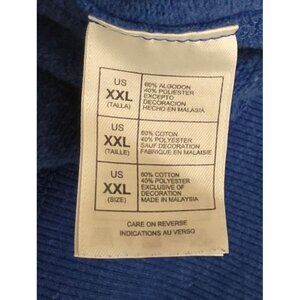 US
XXL
(TALLA)
60% ALGODON
40% POLIESTER
EXCEPTO
DECORACION
HECHO EN MALASIA
US
XXL
(TAILLE)
60% COTON
40% POLYESTER
SAUF DECORATION
FABRIQUE EN MALAISIE
US
XXL
(SIZE)
60% COTTON
40% POLYESTER
EXCLUSIVE OF
DECORATION
MADE IN MALAYSIA
CARE ON REVERSE
INDICATIONS AU VERSO